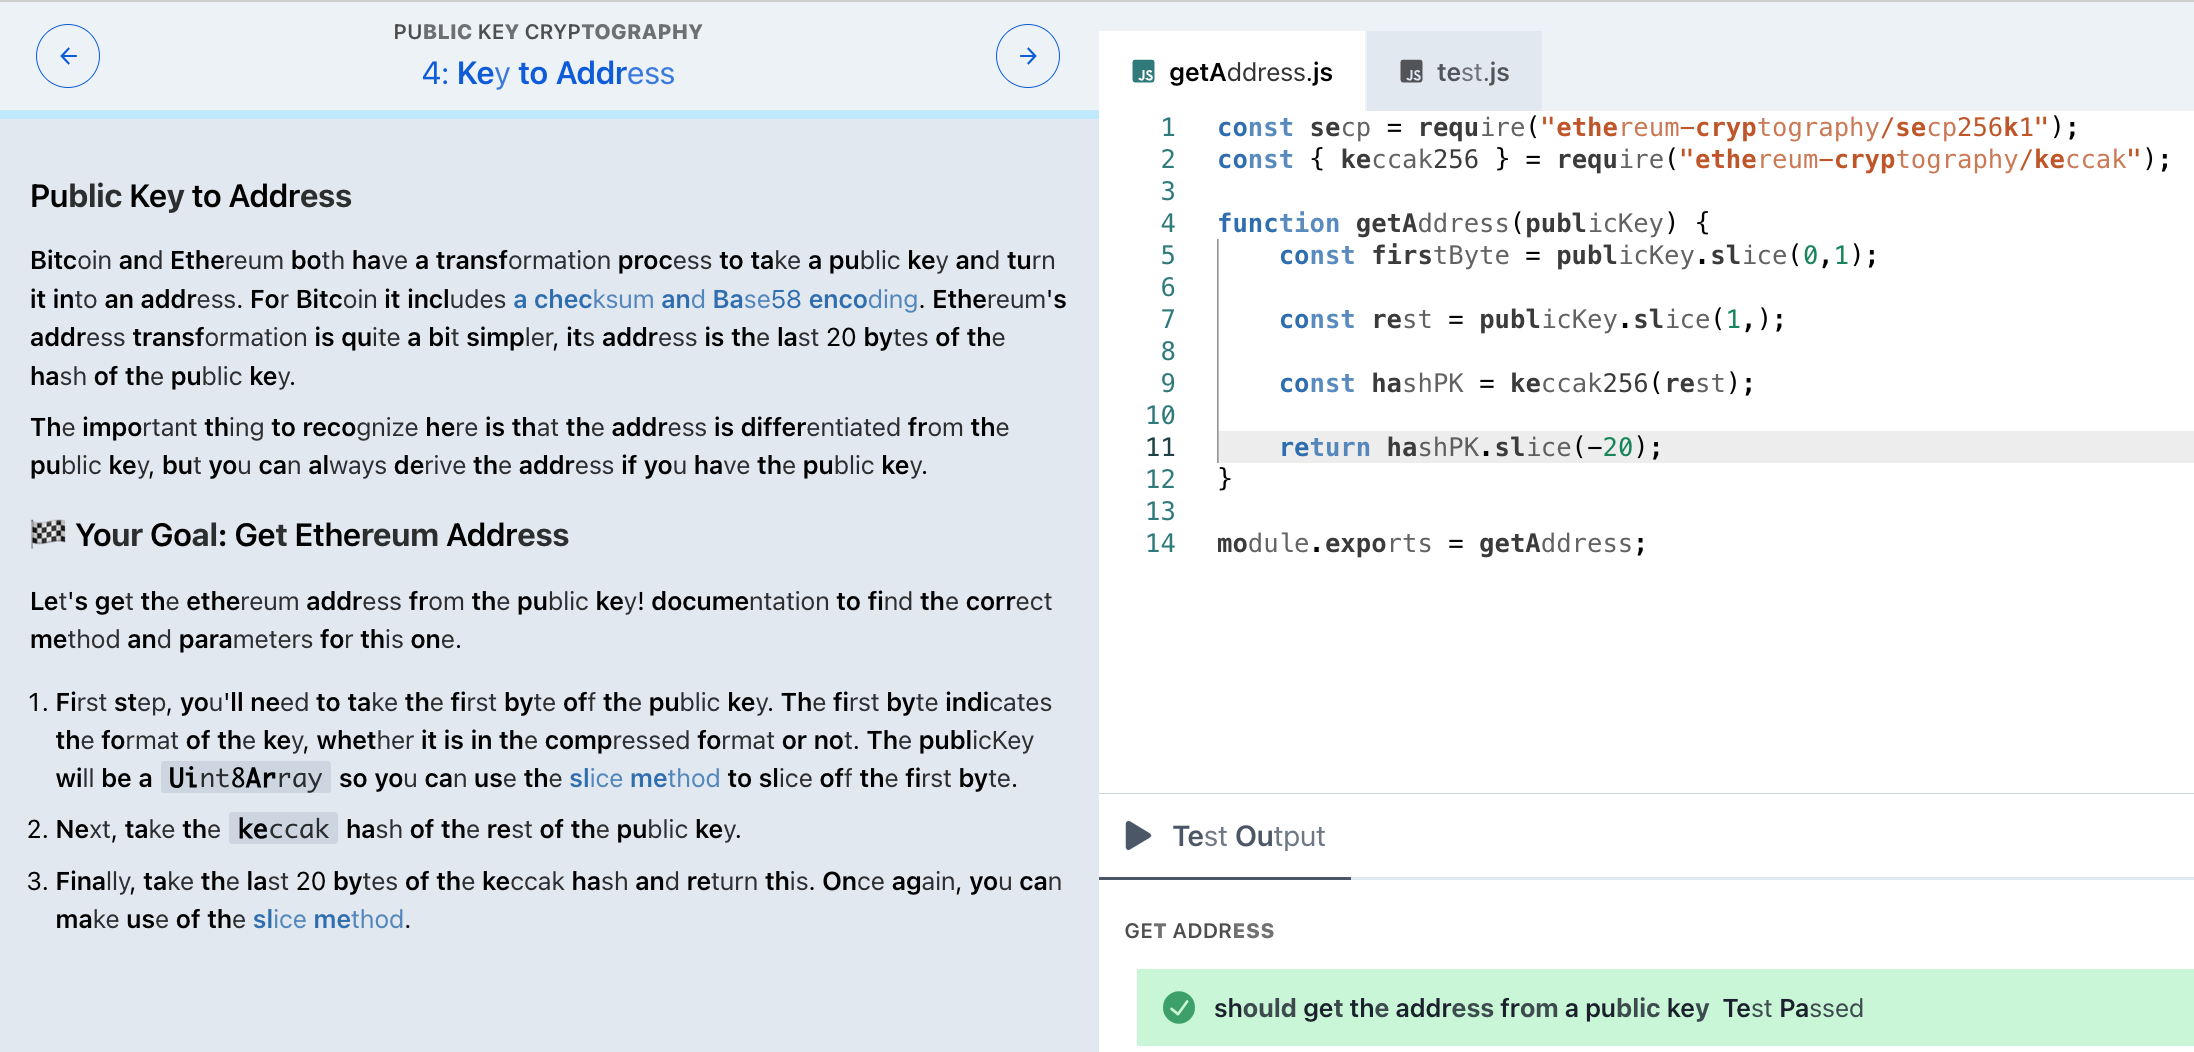 PUBLIC KEY CRYPTOGRAPHY
4: Key to Address
Public Key to Address
Bitcoin and Ethereum both have a transformation process to take a public key and turn
it into an address. For Bitcoin it includes a checksum and Base58 encoding. Ethereum's
address transformation is quite a bit simpler, its address is the last 20 bytes of the
hash of the public key.
The important thing to recognize here is that the address is differentiated from the
public key, but you can always derive the address if you have the public key.
🏁 Your Goal: Get Ethereum Address
Let's get the ethereum address from the public key! documentation to find the correct
method and parameters for this one.
1. First step, you'll need to take the first byte off the public key. The first byte indicates
the format of the key, whether it is in the compressed format or not. The publicKey
will be a Uint8Array so you can use the slice method to slice off the first byte.
2. Next, take the keccak hash of the rest of the public key.
3. Finally, take the last 20 bytes of the keccak hash and return this. Once again, you can
make use of the slice method.
JS getAddress.js
JS test.js
1 const secp = require("ethereum-cryptography/secp256k1");
2 const { keccak256 } = require("ethereum-cryptography/keccak");
3
4 function getAddress(publicKey) {
5     const firstByte = publicKey.slice(0,1);
6
7     const rest = publicKey.slice(1,);
8
9     const hashPK = keccak256(rest);
10
11     return hashPK.slice(-20);
12 }
13
14 module.exports = getAddress;
Test Output
GET ADDRESS
should get the address from a public key Test Passed